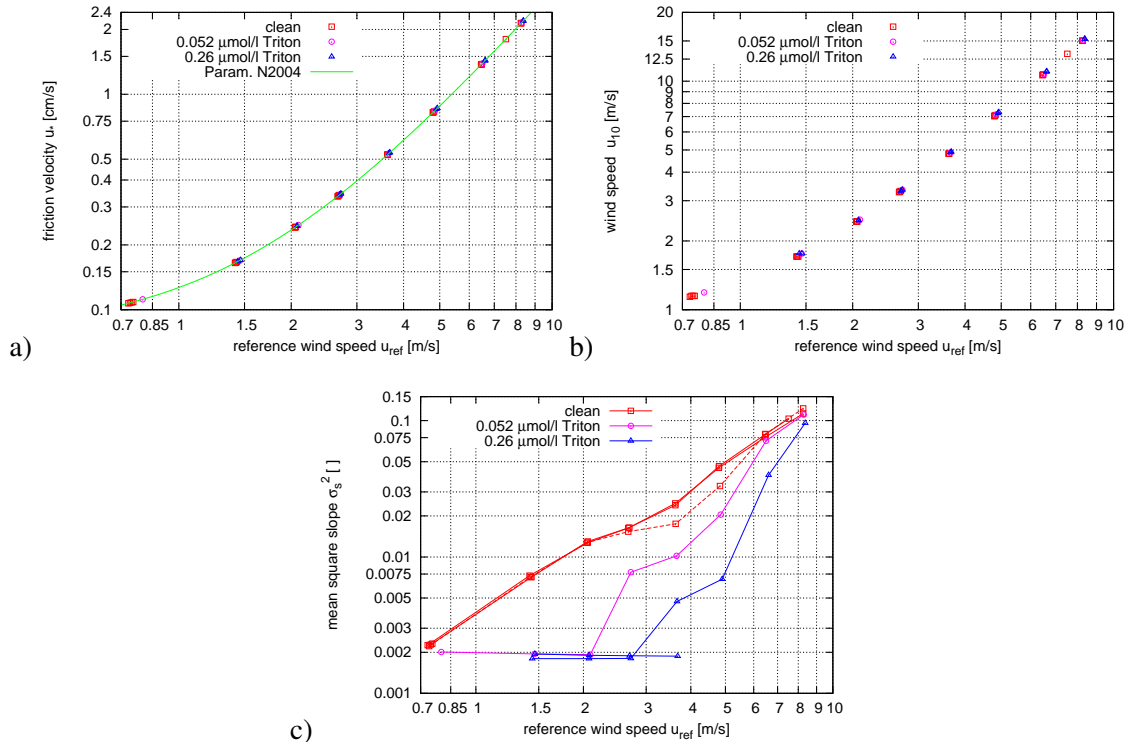 2.4
2
1.5
1
0.75
0.5
0.4
0.3
0.2
0.15
0.1
friction velocity u* [cm/s]
clean
0.052 µmol/l Triton
0.26 µmol/l Triton
Param. N2004
0.7 0.85 1 1.5 2 3 4 5 6 7 8 9 10
reference wind speed u_ref [m/s]
a)
20
15
12.5
10
9
8
7
6
5
4
3
2
1.5
1
wind speed u_10 [m/s]
clean
0.052 µmol/l Triton
0.26 µmol/l Triton
0.7 0.85 1 1.5 2 3 4 5 6 7 8 9 10
reference wind speed u_ref [m/s]
b)
0.15
0.1
0.075
0.05
0.03
0.02
0.01
0.0075
0.005
0.003
0.002
0.001
mean square slope σ_s^2 [ ]
clean
0.052 µmol/l Triton
0.26 µmol/l Triton
0.7 0.85 1 1.5 2 3 4 5 6 7 8 9 10
reference wind speed u_ref [m/s]
c)